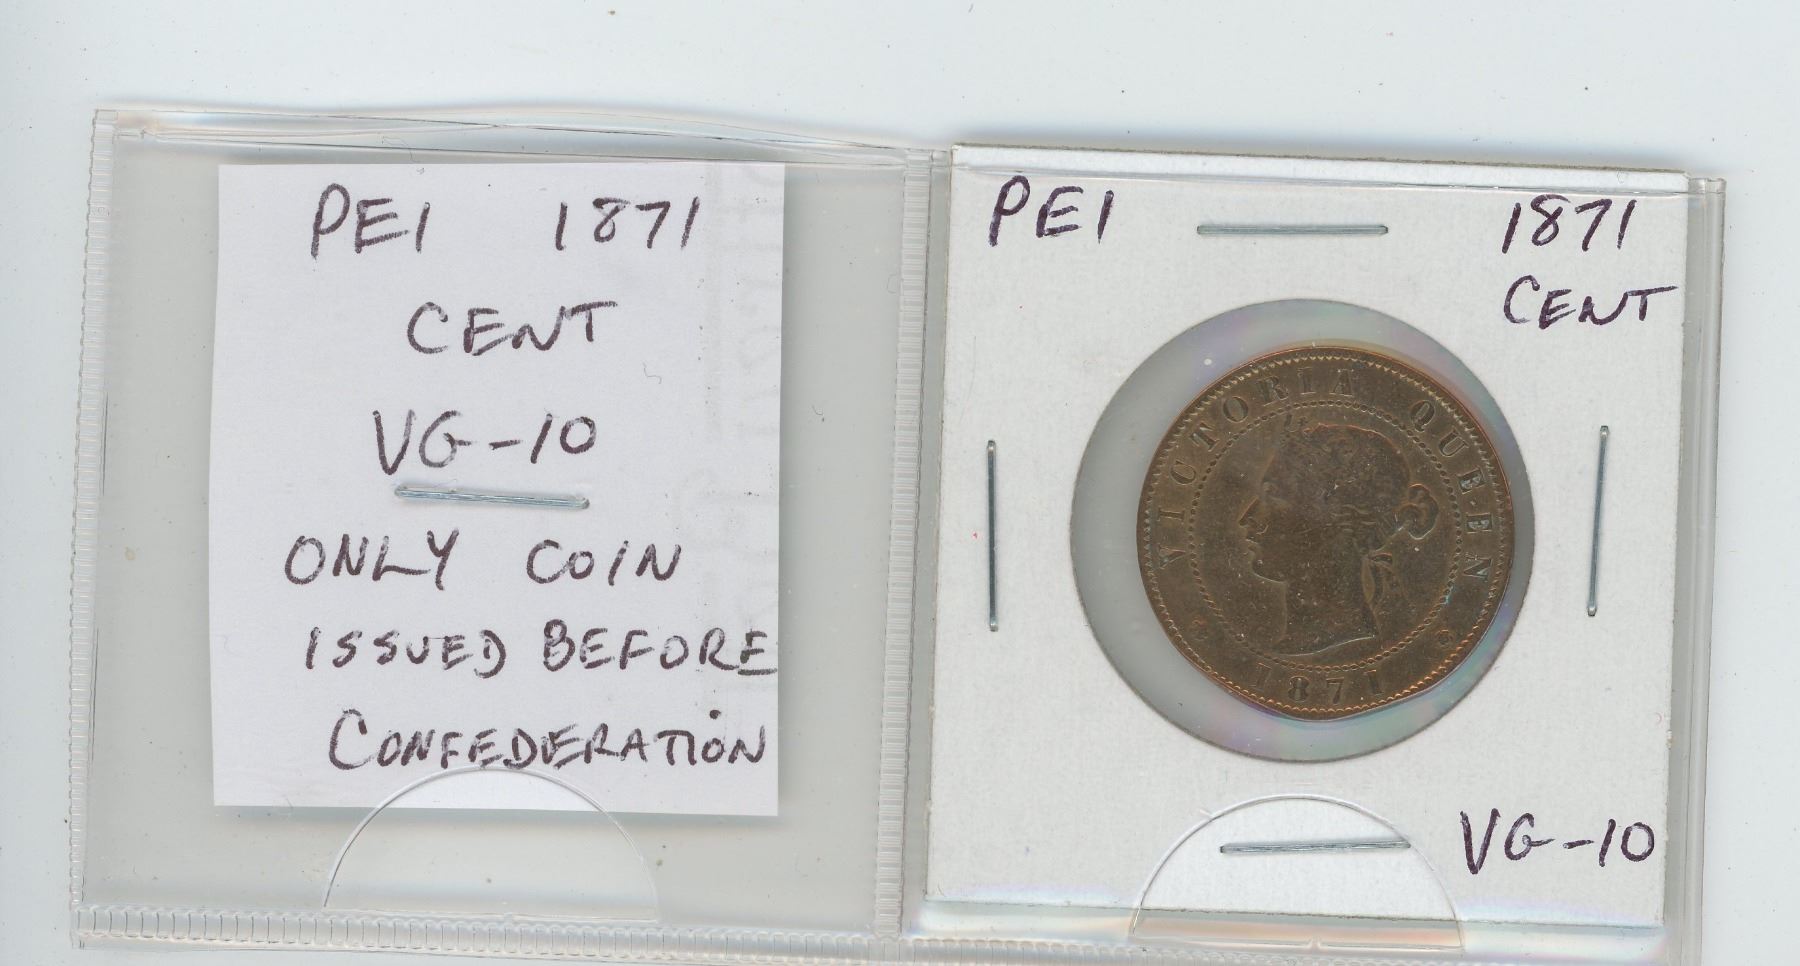 PEI 1871
CENT
VG-10
ONLY COIN
ISSUED BEFORE
CONFEDERATION
PEI 1871
CENT
VICTORIA QUEEN
1871
VG-10